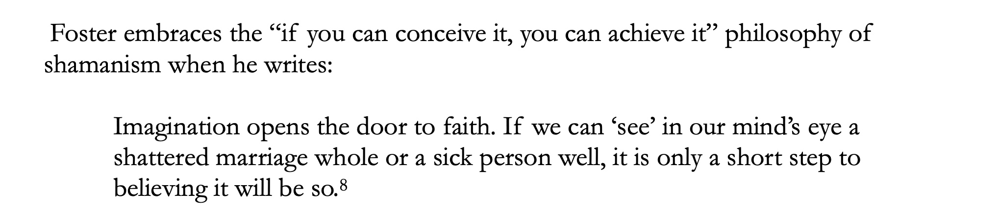 Foster embraces the “if you can conceive it, you can achieve it” philosophy of
shamanism when he writes:
Imagination opens the door to faith. If we can ‘see’ in our mind’s eye a
shattered marriage whole or a sick person well, it is only a short step to
believing it will be so.⁸